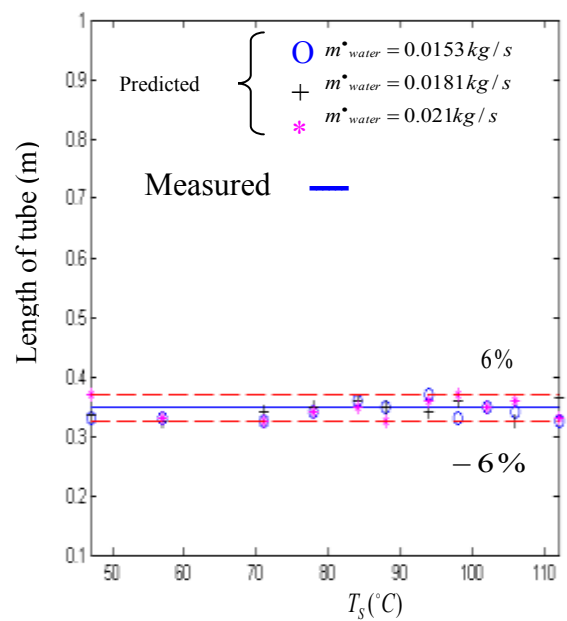 1
0.9
0.8
0.7
0.6
0.5
0.4
0.3
0.2
0.1
Length of tube (m)
Predicted
O m•water = 0.0153kg / s
+ m•water = 0.0181kg / s
* m•water = 0.021kg / s
Measured
6%
– 6%
50 60 70 80 90 100 110
TS(°C)